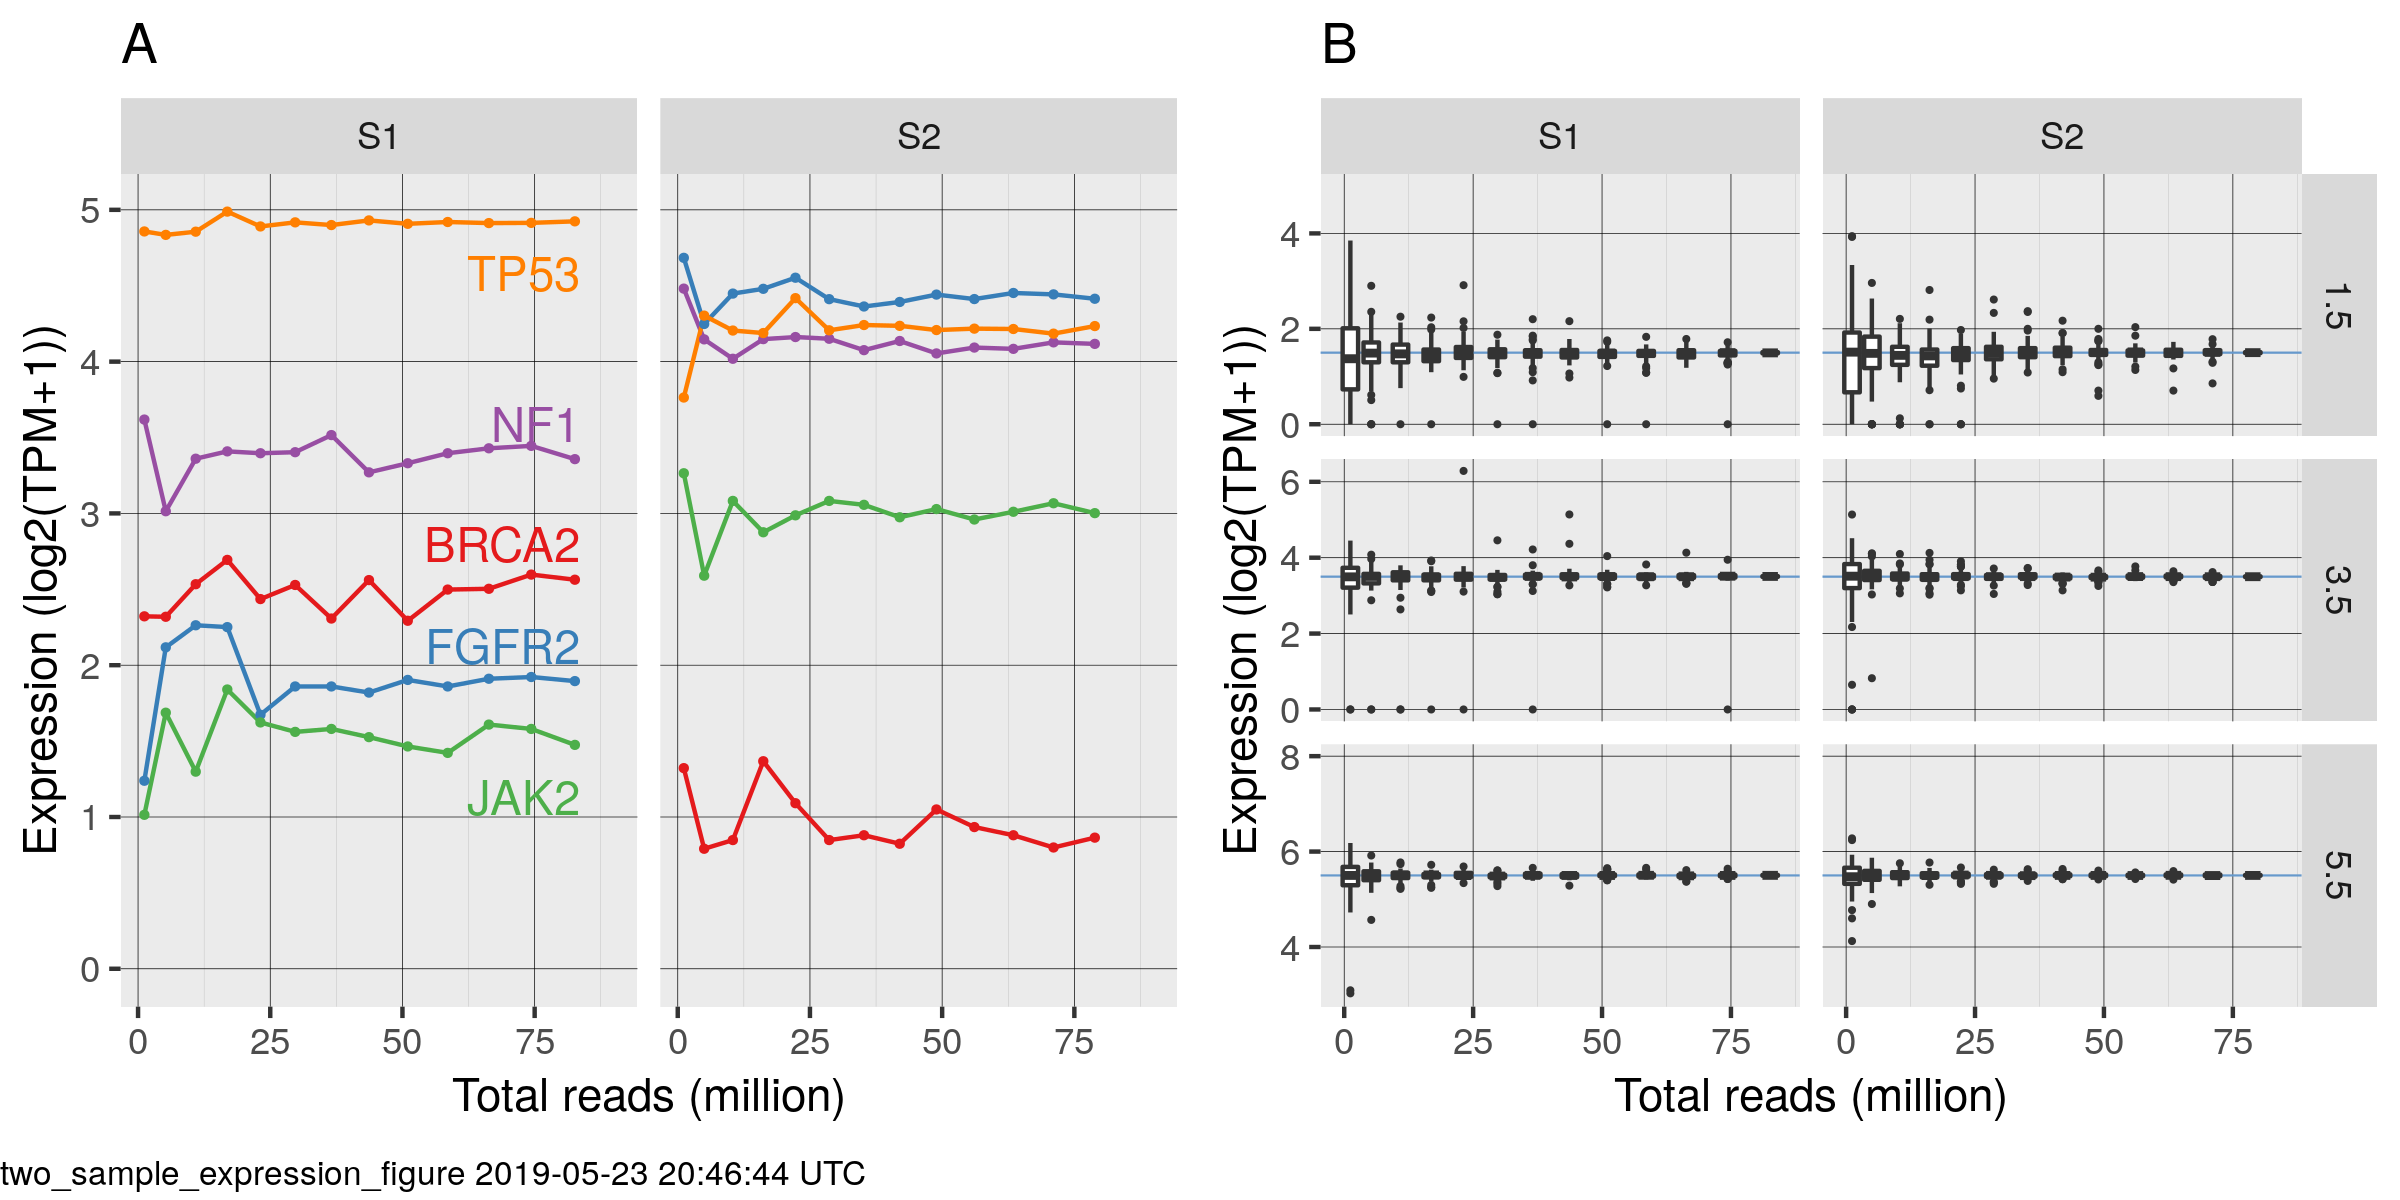 A
B
S1
S2
S1
S2
Expression (log2(TPM+1))
5
4
3
2
1
0
TP53
NF1
BRCA2
FGFR2
JAK2
0
25
50
75
0
25
50
75
Total reads (million)
Expression (log2(TPM+1))
4
2
0
1.5
6
4
2
0
3.5
8
6
4
5.5
0
25
50
75
0
25
50
75
Total reads (million)
two_sample_expression_figure 2019-05-23 20:46:44 UTC